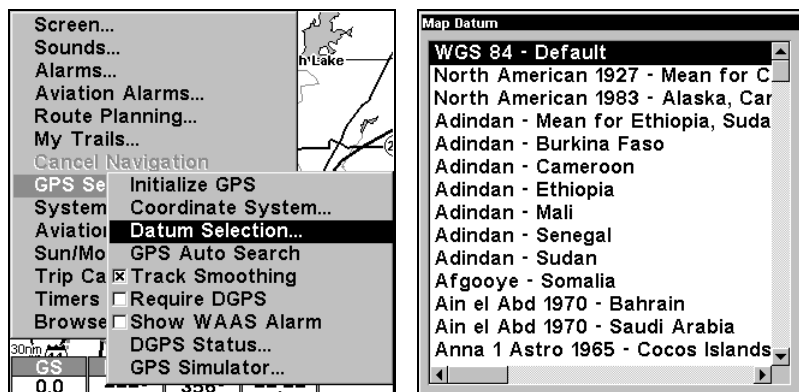 Screen...
Sounds...
Alarms...
Aviation Alarms...
Route Planning...
My Trails...
Cancel Navigation
GPS Se
System
Aviation
Sun/Mo
Trip Ca
Timers
Browse
Initialize GPS
Coordinate System...
Datum Selection...
GPS Auto Search
Track Smoothing
Require DGPS
Show WAAS Alarm
DGPS Status...
GPS Simulator...
h Lake
30nm
GS
0.0
Map Datum
WGS 84 - Default
North American 1927 - Mean for C
North American 1983 - Alaska, Car
Adindan - Mean for Ethiopia, Suda
Adindan - Burkina Faso
Adindan - Cameroon
Adindan - Ethiopia
Adindan - Mali
Adindan - Senegal
Adindan - Sudan
Afgooye - Somalia
Ain el Abd 1970 - Bahrain
Ain el Abd 1970 - Saudi Arabia
Anna 1 Astro 1965 - Cocos Islands